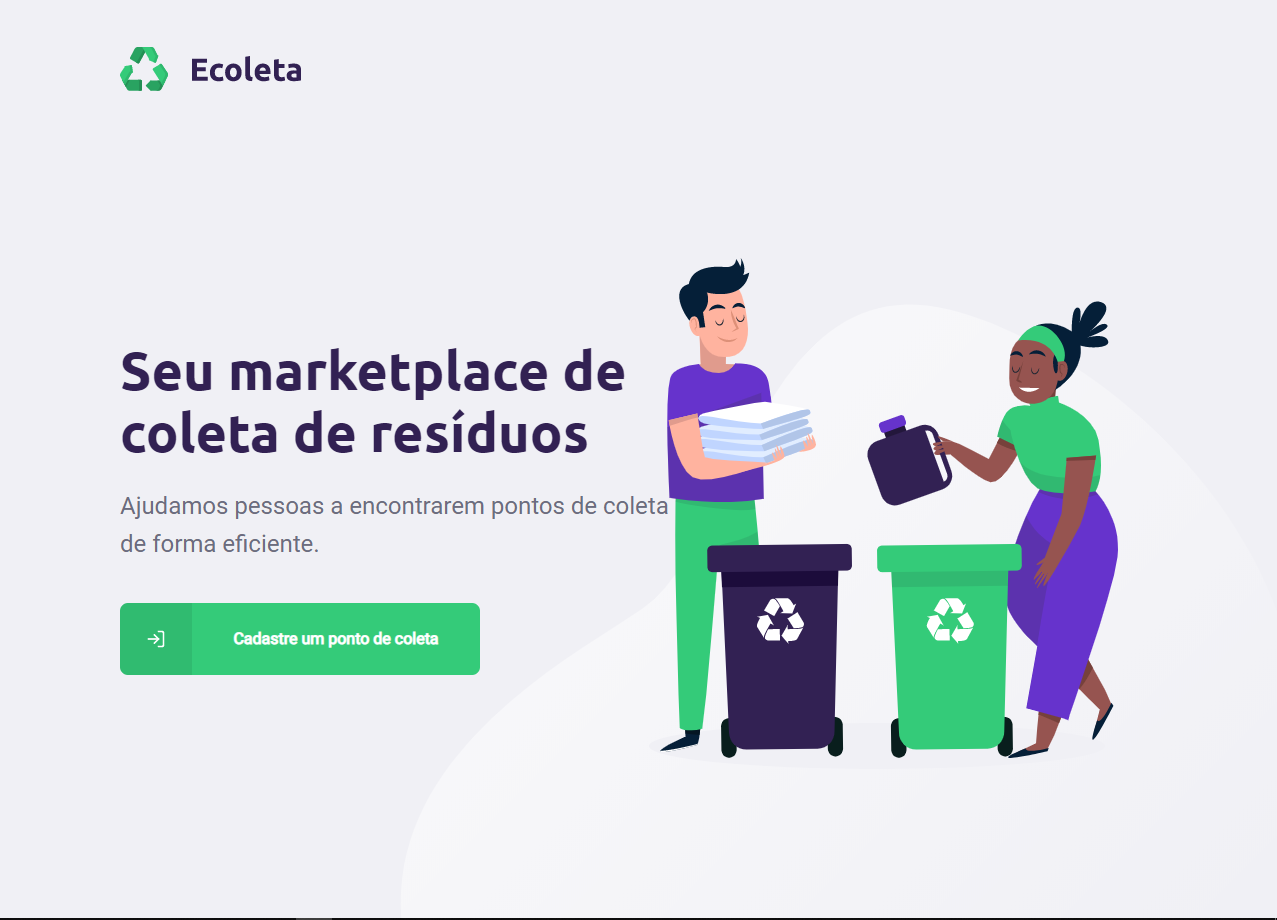 Ecoleta
Seu marketplace de
coleta de resíduos
Ajudamos pessoas a encontrarem pontos de coleta
de forma eficiente.
Cadastre um ponto de coleta